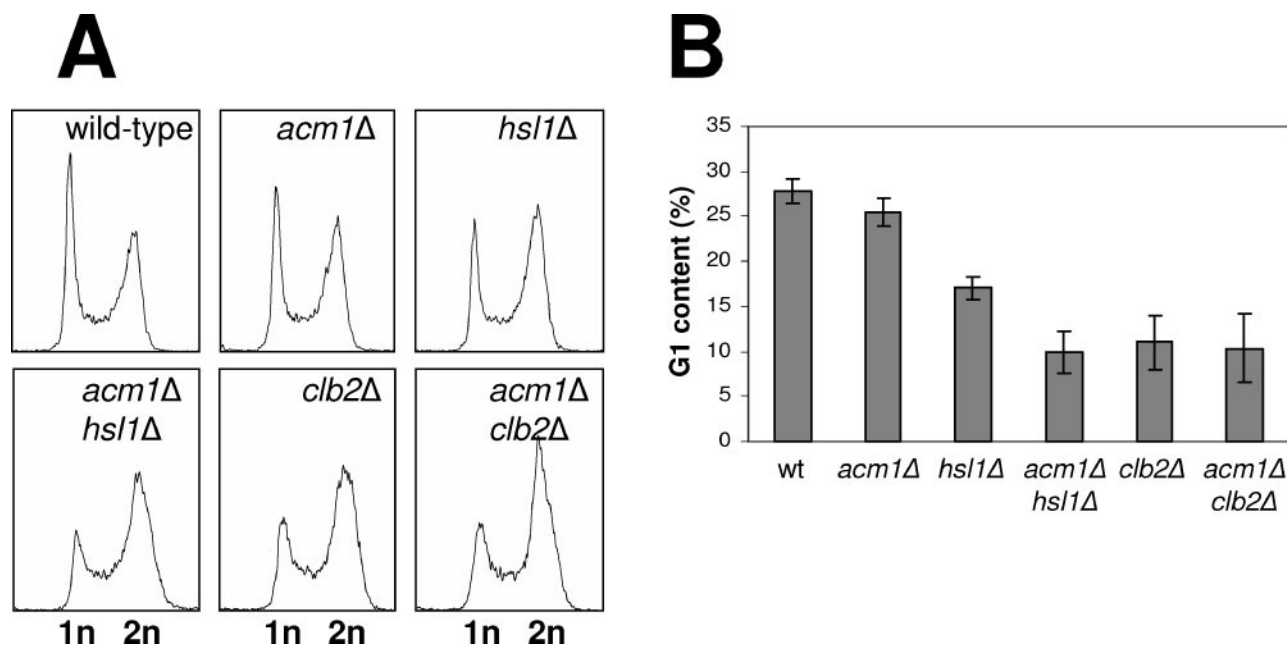 A
wild-type
acm1Δ
hsl1Δ
acm1Δ
hsl1Δ
clb2Δ
acm1Δ
clb2Δ
1n 2n 1n 2n 1n 2n
B
G1 content (%)
35
30
25
20
15
10
5
0
wt acm1Δ hsl1Δ acm1Δ clb2Δ acm1Δ
hsl1Δ clb2Δ